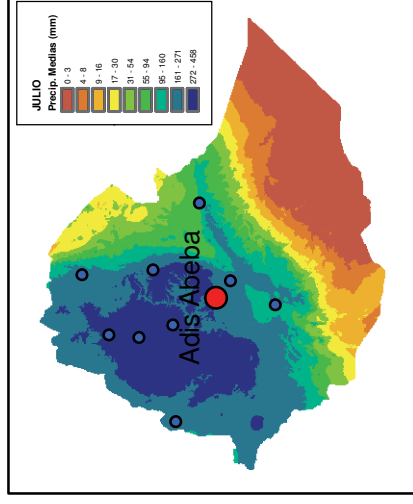 JULIO
Precip. Medias (mm)
0 - 3
4 - 8
9 - 16
17 - 30
31 - 54
55 - 94
95 - 160
161 - 271
272 - 458
Adis Abeba